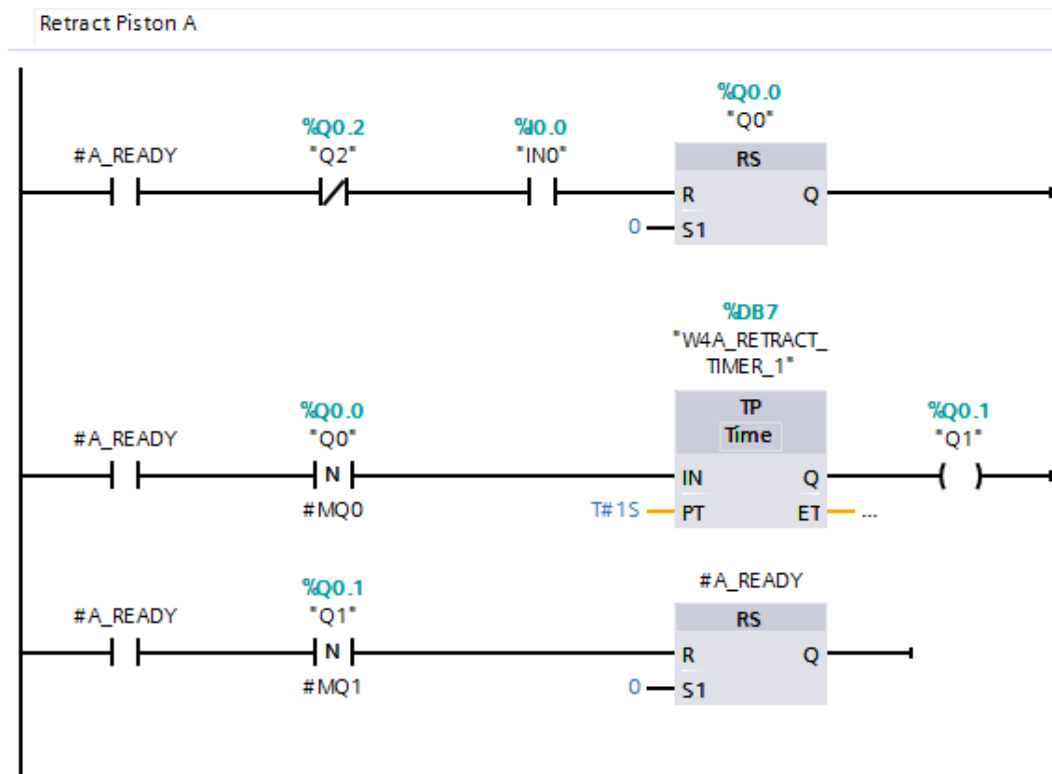 Retract Piston A
%Q0.0
%Q0.2
%I0.0
"Q0"
#A_READY
"Q2"
"IN0"
RS
R
Q
0
S1
%DB7
"W4A_RETRACT_
TIMER_1"
%Q0.0
TP
%Q0.1
#A_READY
"Q0"
Time
"Q1"
N
IN
Q
#MQ0
T#1S
PT
ET
...
%Q0.1
#A_READY
#A_READY
"Q1"
RS
N
R
Q
#MQ1
0
S1